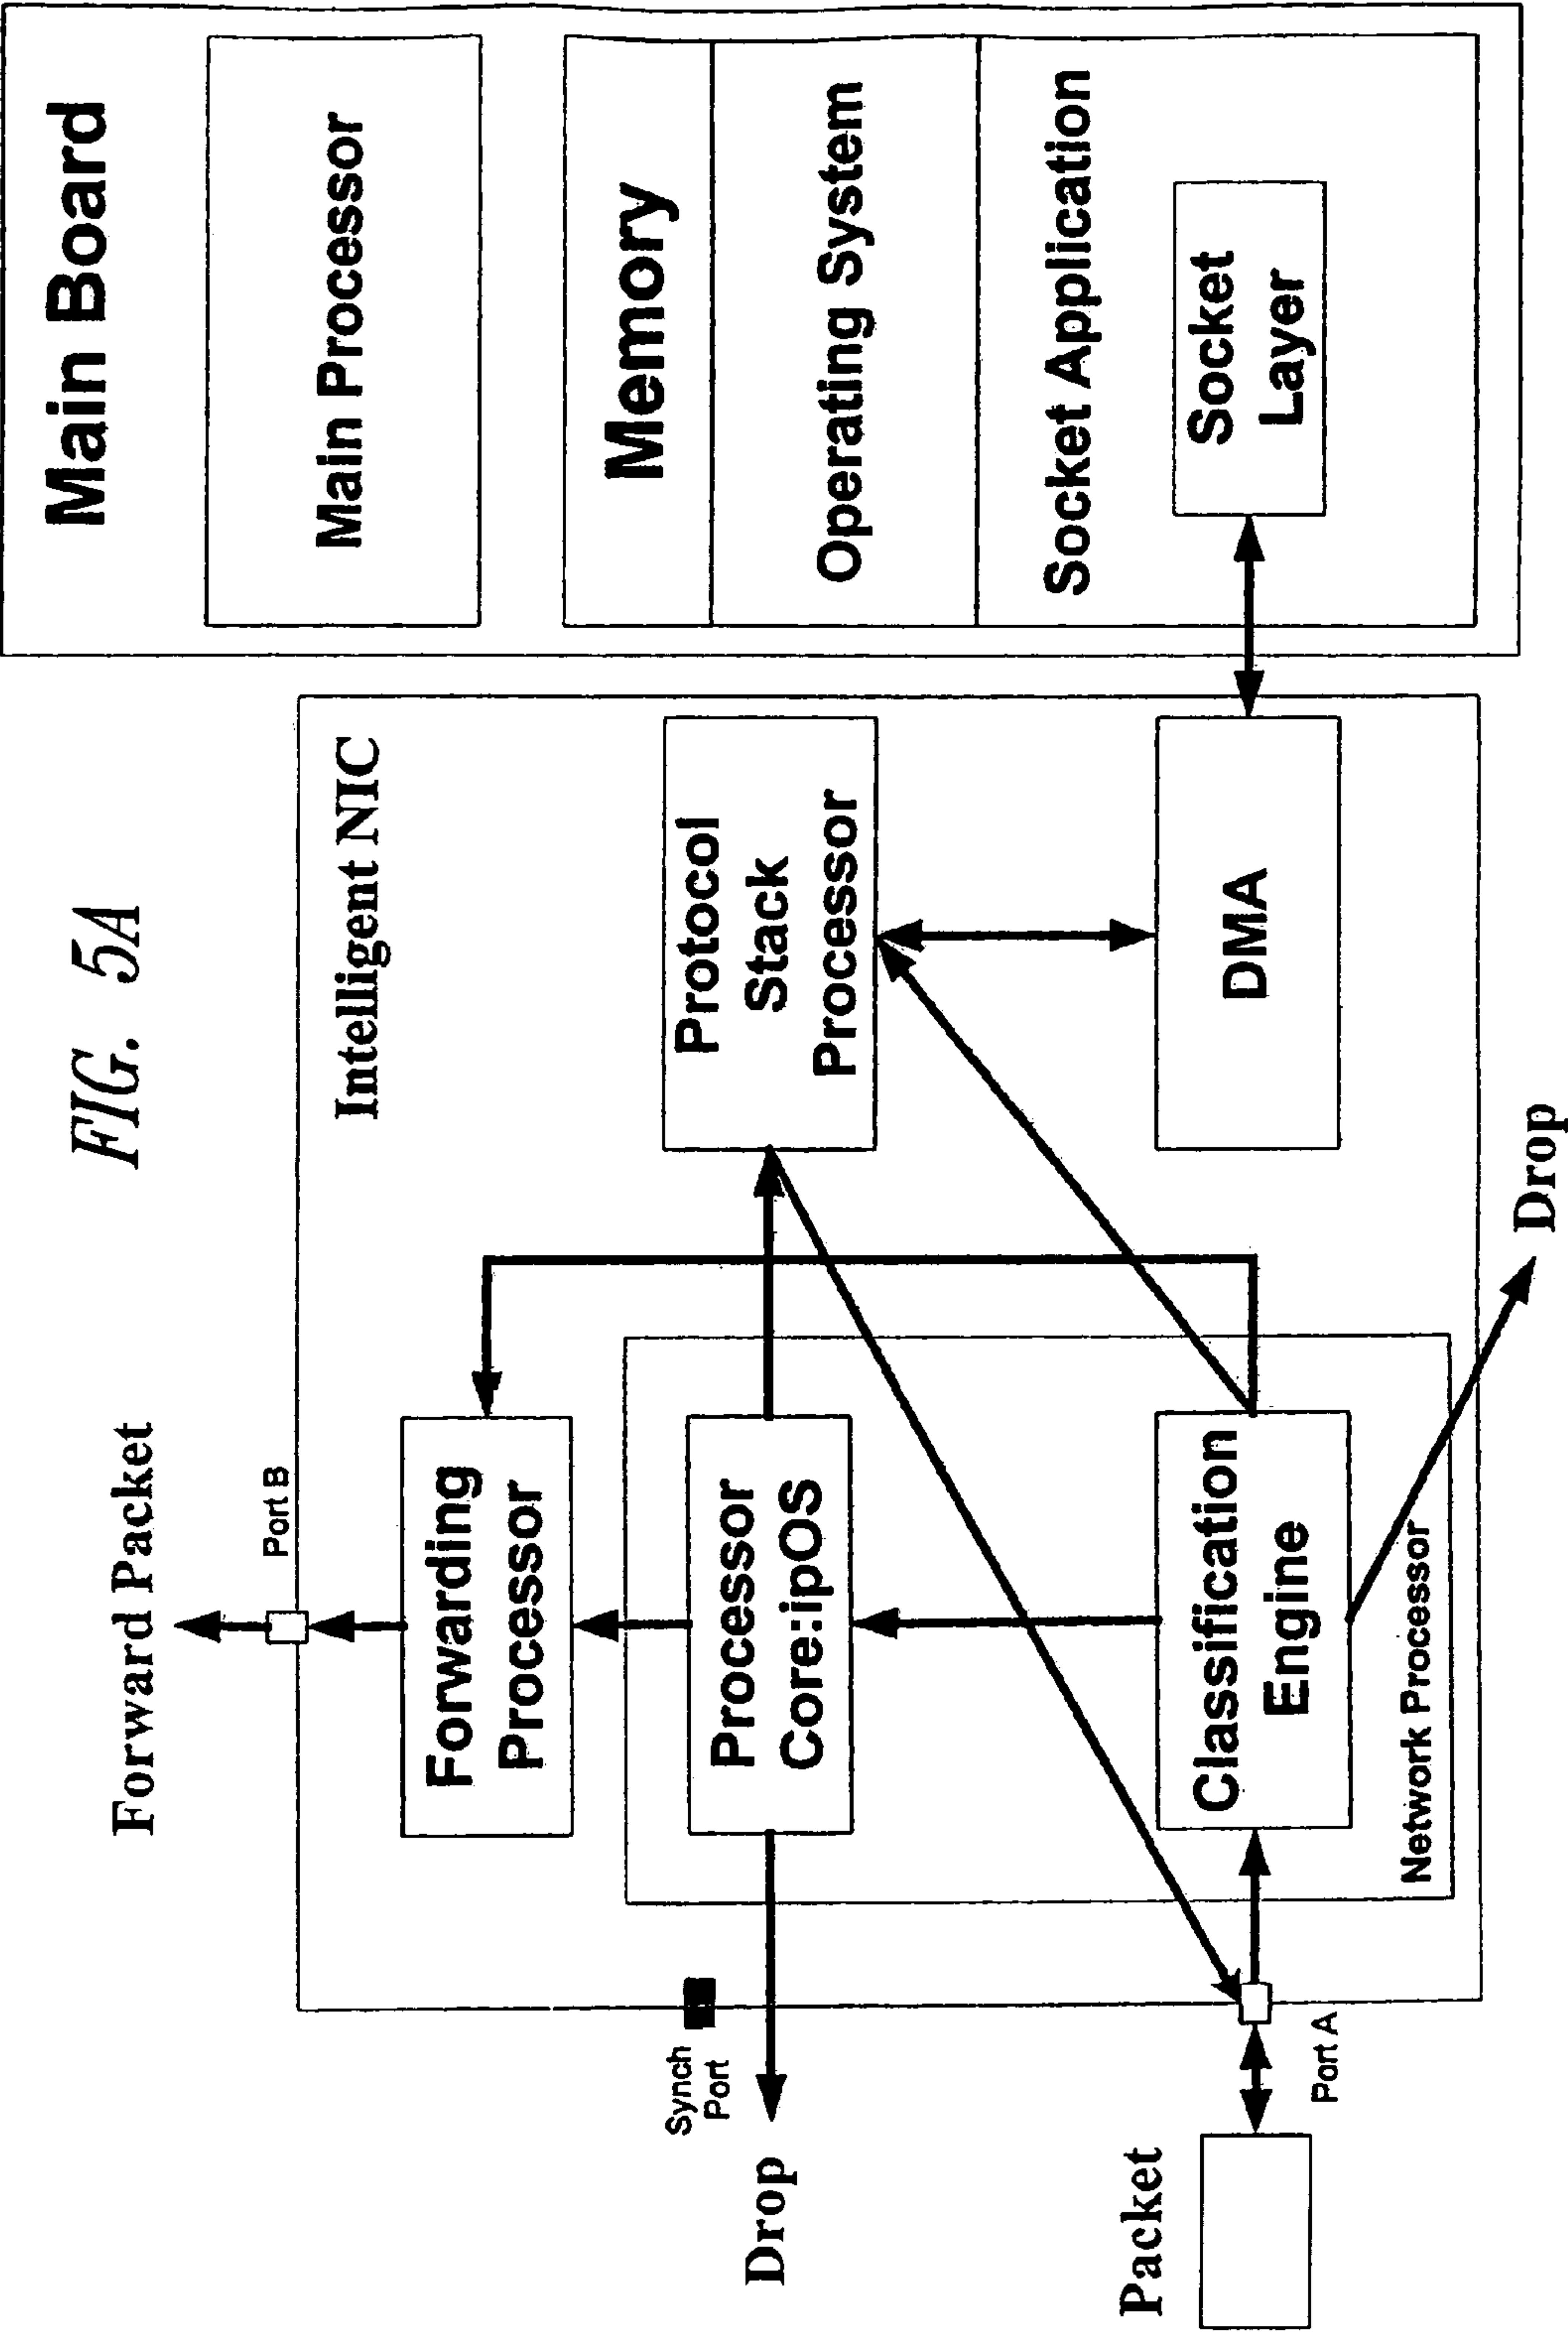 FIG. 5A
Main Board
Main Processor
Memory
Operating System
Socket Application
Socket
Layer
Intelligent NIC
Protocol
Stack
Processor
DMA
Forward Packet
Port B
Forwarding
Processor
Processor
Core:ipOS
Classification
Engine
Network Processor
Synch
Port
Drop
Packet
Port A
Drop